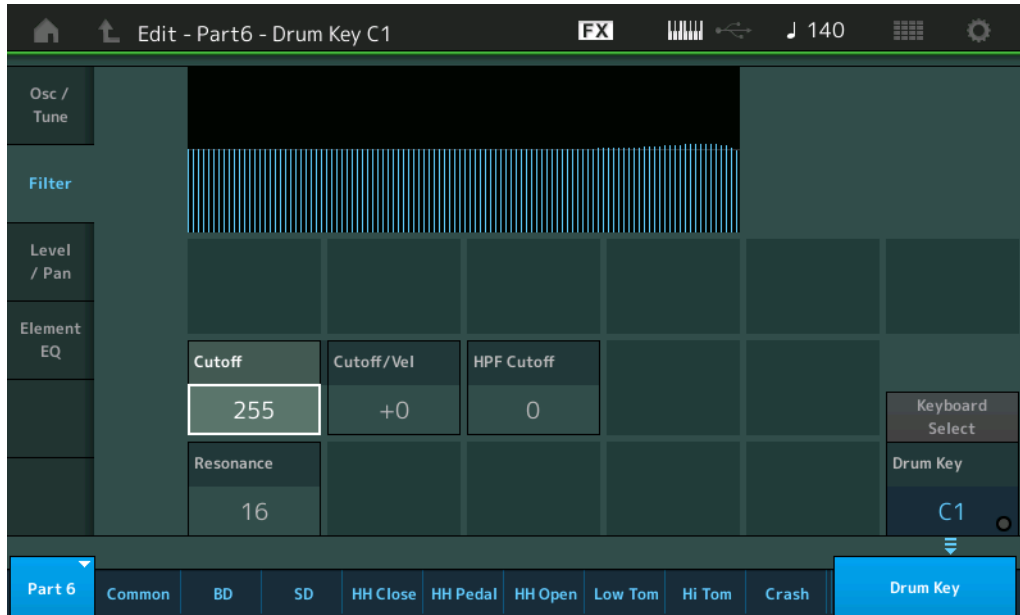 Edit - Part6 - Drum Key C1
FX
♩ 140
Osc /
Tune
Filter
Level
/ Pan
Element
EQ
Cutoff
Cutoff/Vel
HPF Cutoff
255
+0
0
Keyboard
Select
Resonance
Drum Key
16
C1
Part 6
Common
BD
SD
HH Close
HH Pedal
HH Open
Low Tom
Hi Tom
Crash
Drum Key